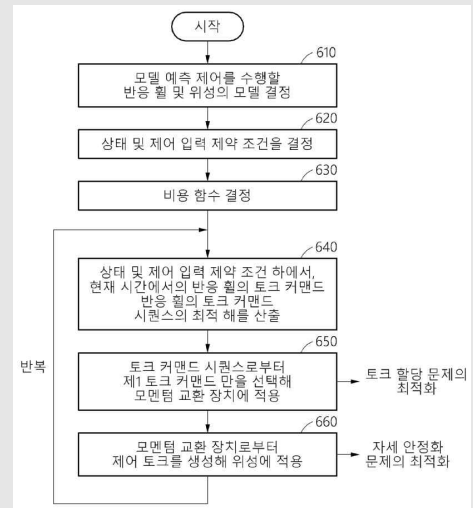 시작
610
모델 예측 제어를 수행할
반응 휠 및 위성의 모델 결정
620
상태 및 제어 입력 제약 조건을 결정
630
비용 함수 결정
640
상태 및 제어 입력 제약 조건 하에서,
현재 시간에서의 반응 휠의 토크 커맨드
반응 휠의 토크 커맨드
시퀀스의 최적 해를 산출
반복
650
토크 커맨드 시퀀스로부터
제1 토크 커맨드 만을 선택해
모멘텀 교환 장치에 적용
토크 할당 문제의
최적화
660
모멘텀 교환 장치로부터
제어 토크를 생성해 위성에 적용
자세 안정화
문제의 최적화